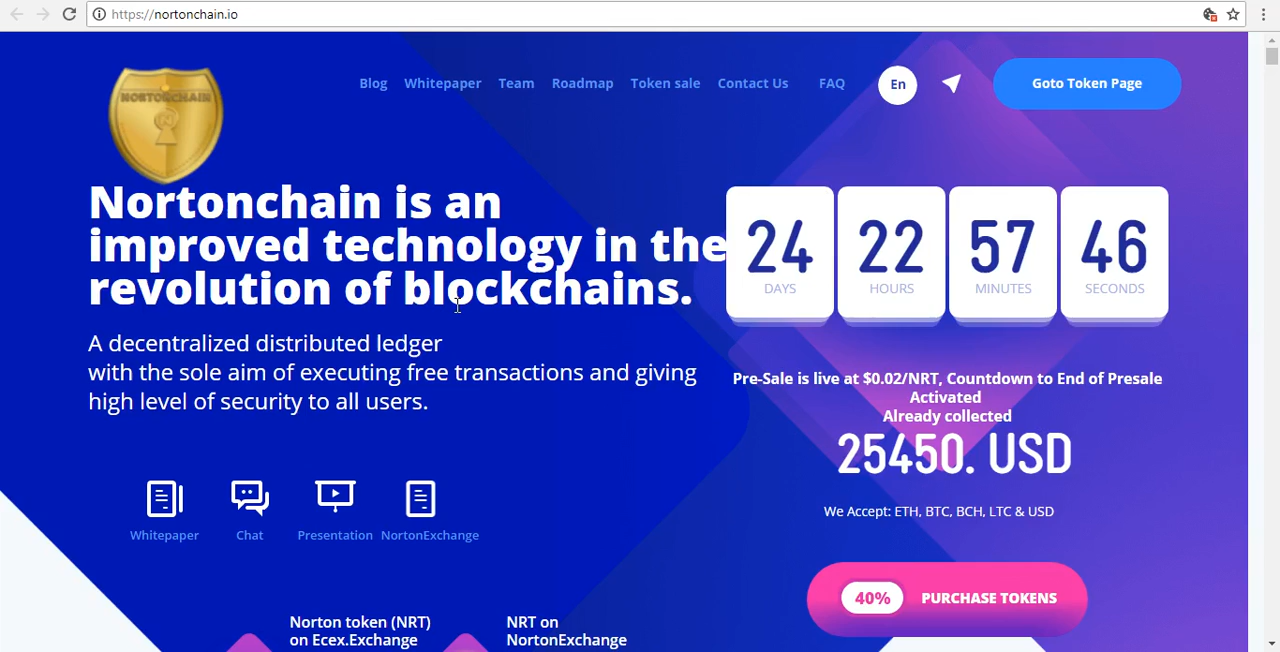 https://nortonchain.io
NORTONCHAIN
Blog Whitepaper Team Roadmap Token sale Contact Us FAQ En Goto Token Page
Nortonchain is an
improved technology in the
revolution of blockchains.
A decentralized distributed ledger
with the sole aim of executing free transactions and giving
high level of security to all users.
Whitepaper Chat Presentation NortonExchange
Norton token (NRT)
on Ecex.Exchange
NRT on
NortonExchange
24 22 57 46
DAYS HOURS MINUTES SECONDS
Pre-Sale is live at $0.02/NRT, Countdown to End of Presale
Activated
Already collected
25450. USD
We Accept: ETH, BTC, BCH, LTC & USD
40% PURCHASE TOKENS